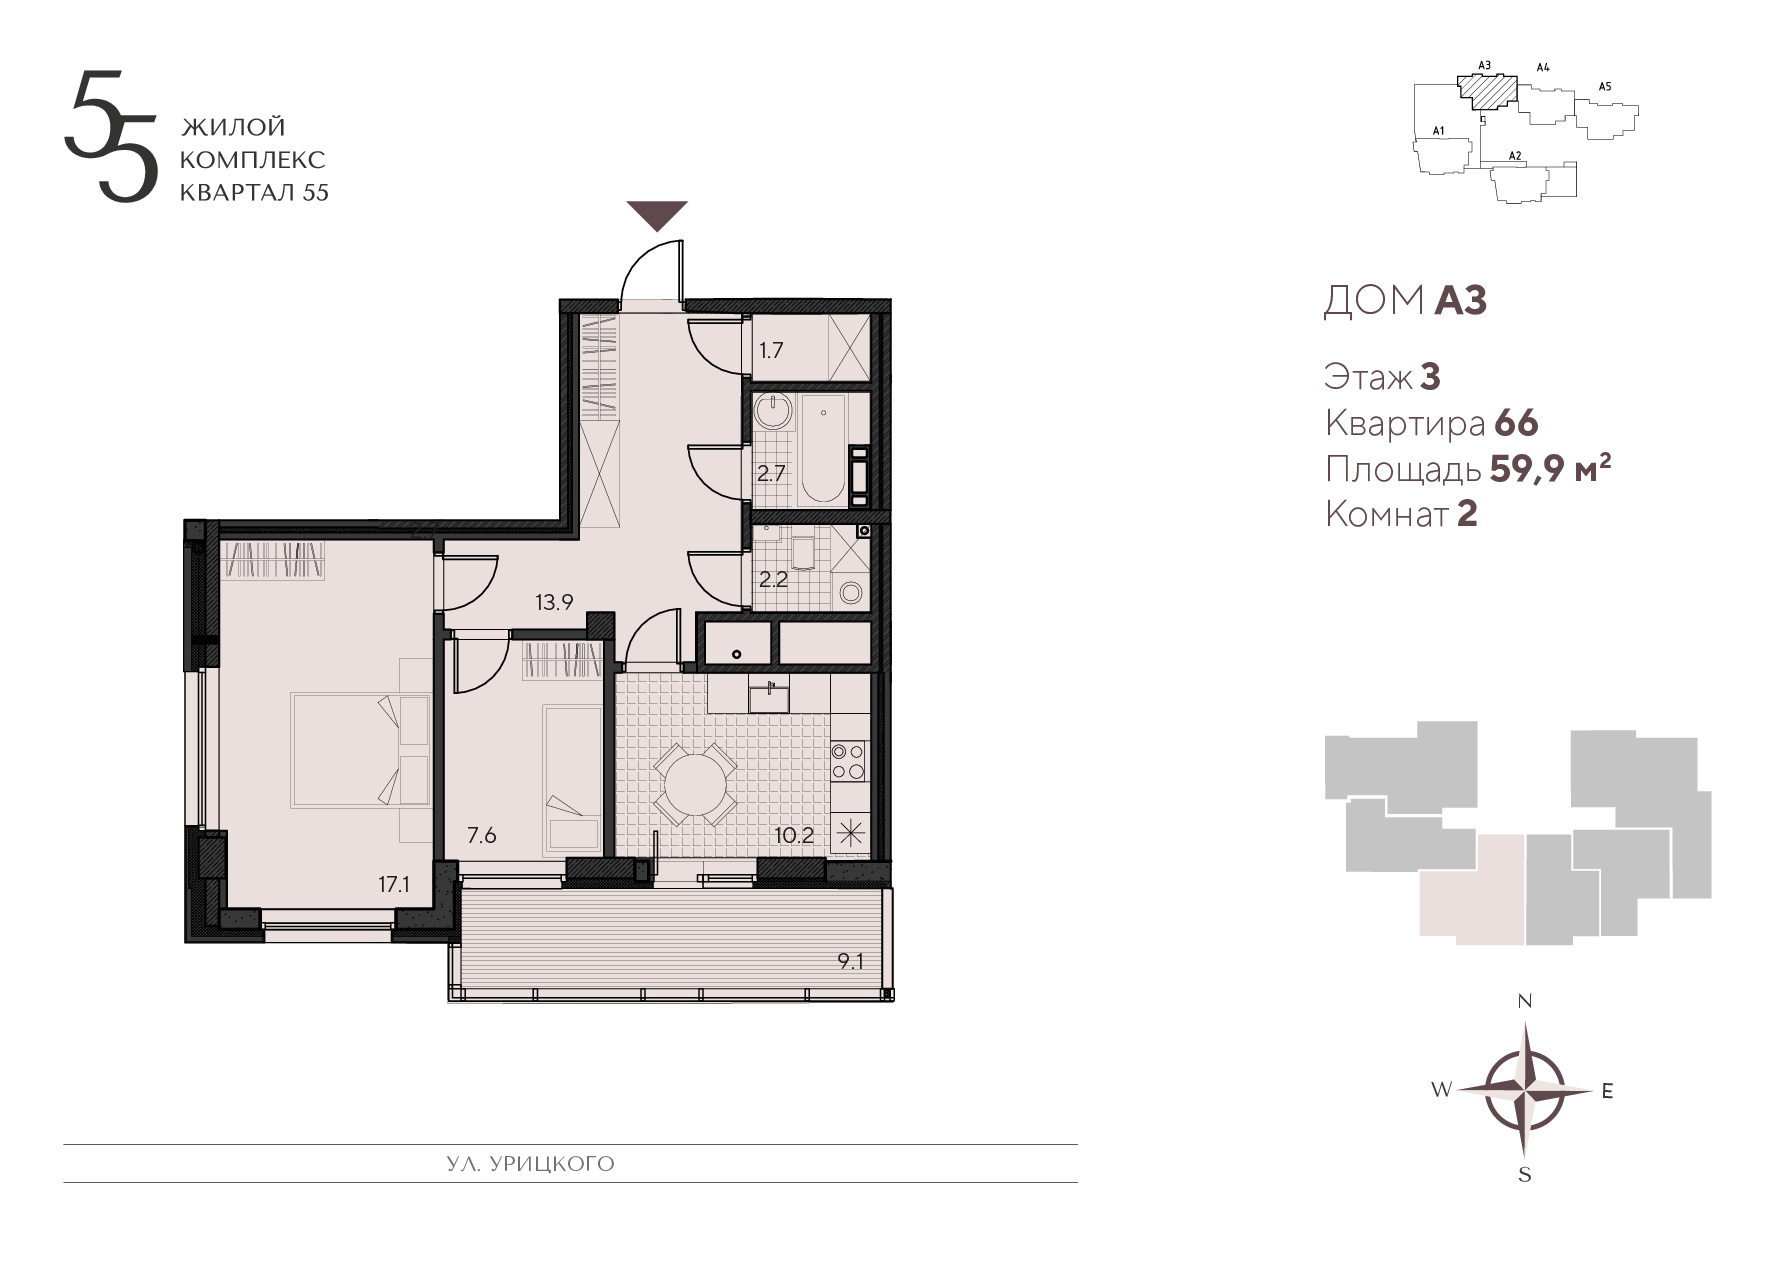 55
ЖИЛОЙ
КОМПЛЕКС
КВАРТАЛ 55
A3
A4
A5
A1
A2
ДОМ А3
Этаж 3
Квартира 66
Площадь 59,9 м²
Комнат 2
1.7
2.7
2.2
13.9
7.6
10.2
17.1
9.1
N
W
E
S
УЛ. УРИЦКОГО